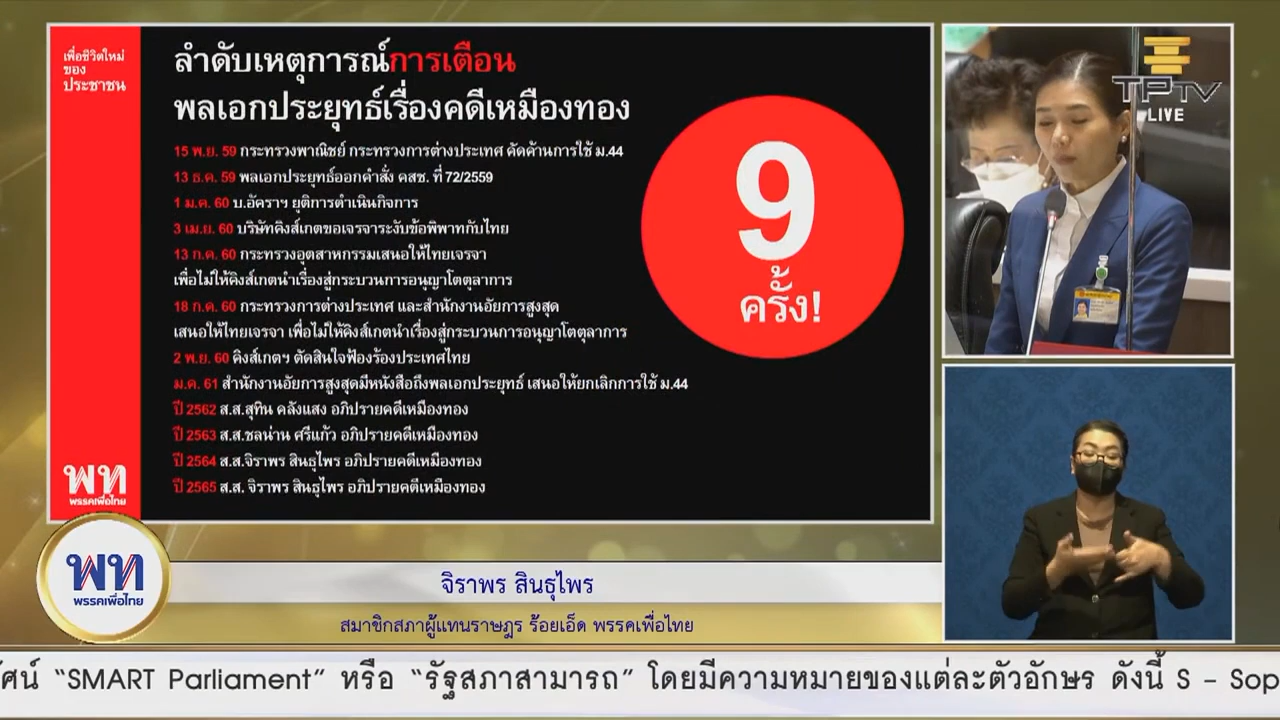 เพื่อชีวิตใหม่
ของ
ประชาชน
ลำดับเหตุการณ์การเตือน
พลเอกประยุทธ์เรื่องคดีเหมืองทอง
15 พ.ย. 59 กระทรวงพาณิชย์ กระทรวงการต่างประเทศ คัดค้านการใช้ ม.44
13 ธ.ค. 59 พลเอกประยุทธ์ออกคำสั่ง คสช. ที่ 72/2559
1 ม.ค. 60 บ.อัคราฯ ยุติการดำเนินกิจการ
3 เม.ย. 60 บริษัทคิงส์เกตขอเจรจาระงับข้อพิพาทกับไทย
13 ก.ค. 60 กระทรวงอุตสาหกรรมเสนอให้ไทยเจรจา
เพื่อไม่ให้คิงส์เกตนำเรื่องสู่กระบวนการอนุญาโตตุลาการ
18 ก.ค. 60 กระทรวงการต่างประเทศ และสำนักงานอัยการสูงสุด
เสนอให้ไทยเจรจา เพื่อไม่ให้คิงส์เกตนำเรื่องสู่กระบวนการอนุญาโตตุลาการ
2 พ.ย. 60 คิงส์เกตฯ ตัดสินใจฟ้องร้องประเทศไทย
ม.ค. 61 สำนักงานอัยการสูงสุดมีหนังสือถึงพลเอกประยุทธ์ เสนอให้ยกเลิกการใช้ ม.44
ปี 2562 ส.ส.สุทิน คลังแสง อภิปรายคดีเหมืองทอง
ปี 2563 ส.ส.ชลน่าน ศรีแก้ว อภิปรายคดีเหมืองทอง
ปี 2564 ส.ส.จิราพร สินธุไพร อภิปรายคดีเหมืองทอง
ปี 2565 ส.ส. จิราพร สินธุไพร อภิปรายคดีเหมืองทอง
9
ครั้ง!
พท
พรรคเพื่อไทย
TPTV
LIVE
พท
พรรคเพื่อไทย
จิราพร สินธุไพร
สมาชิกสภาผู้แทนราษฎร ร้อยเอ็ด พรรคเพื่อไทย
ัศน์ “SMART Parliament” หรือ “รัฐสภาสามารถ” โดยมีความหมายของแต่ละตัวอักษร ดังนี้ S - Sop